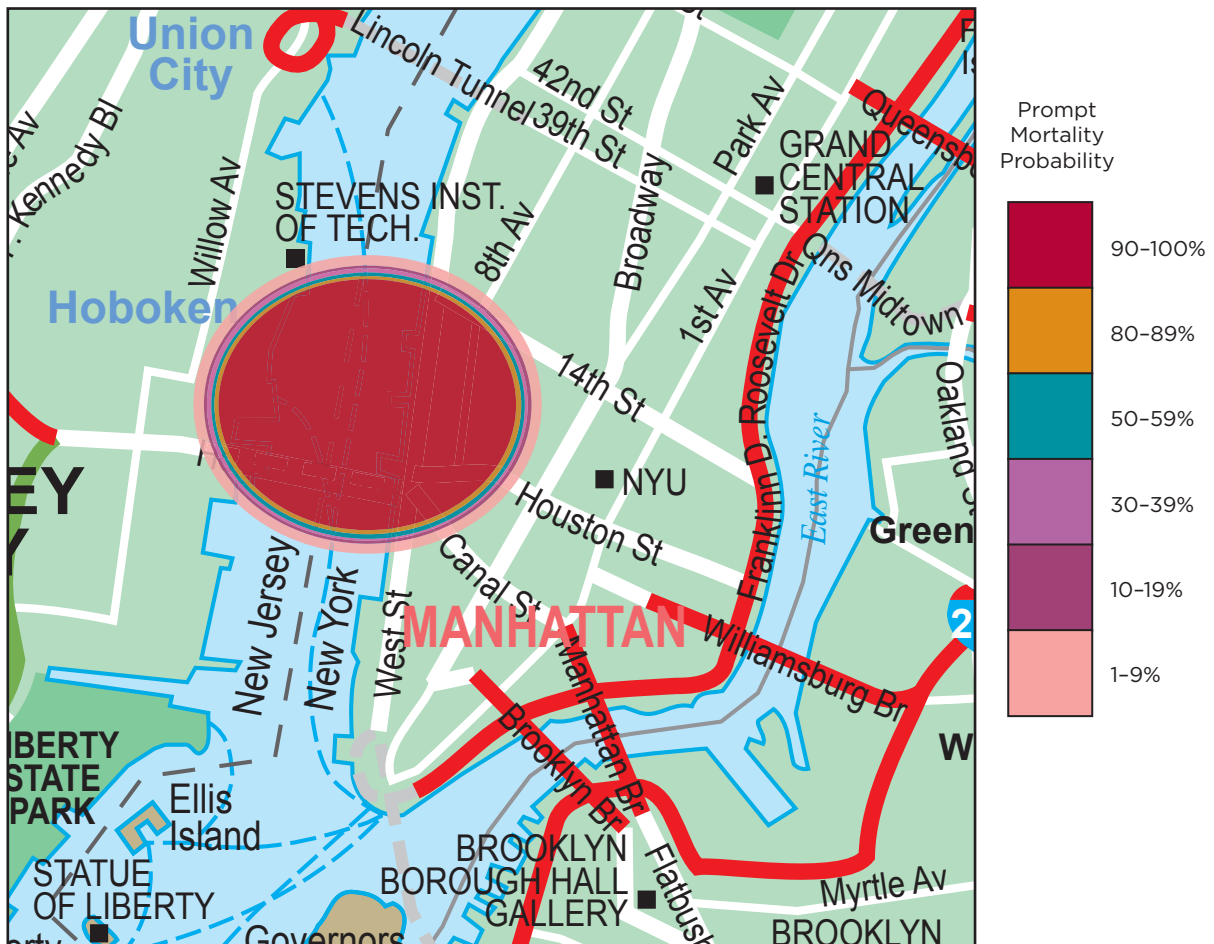 Union
City
Lincoln Tunnel
42nd St
39th St
Park Av
Kennedy Bl
Av
Willow Av
STEVENS INST.
OF TECH.
8th Av
Broadway
GRAND
CENTRAL
STATION
Qns Midtown
1st Av
Hoboken
14th St
Franklinn D. Roosevelt Dr
East River
Oakland
NYU
Houston St
EY
Y
Green
Canal St
MANHATTAN
New Jersey
New York
West St
Williamsburg Br
2
Manhattan Br
Brooklyn Br
IBERTY
STATE
PARK
W
Ellis
Island
STATUE
OF LIBERTY
BROOKLYN
BOROUGH HALL
GALLERY
Flatbush
Myrtle Av
BROOKLYN
Governors
erty
Prompt
Mortality
Probability
90–100%
80–89%
50–59%
30–39%
10–19%
1–9%